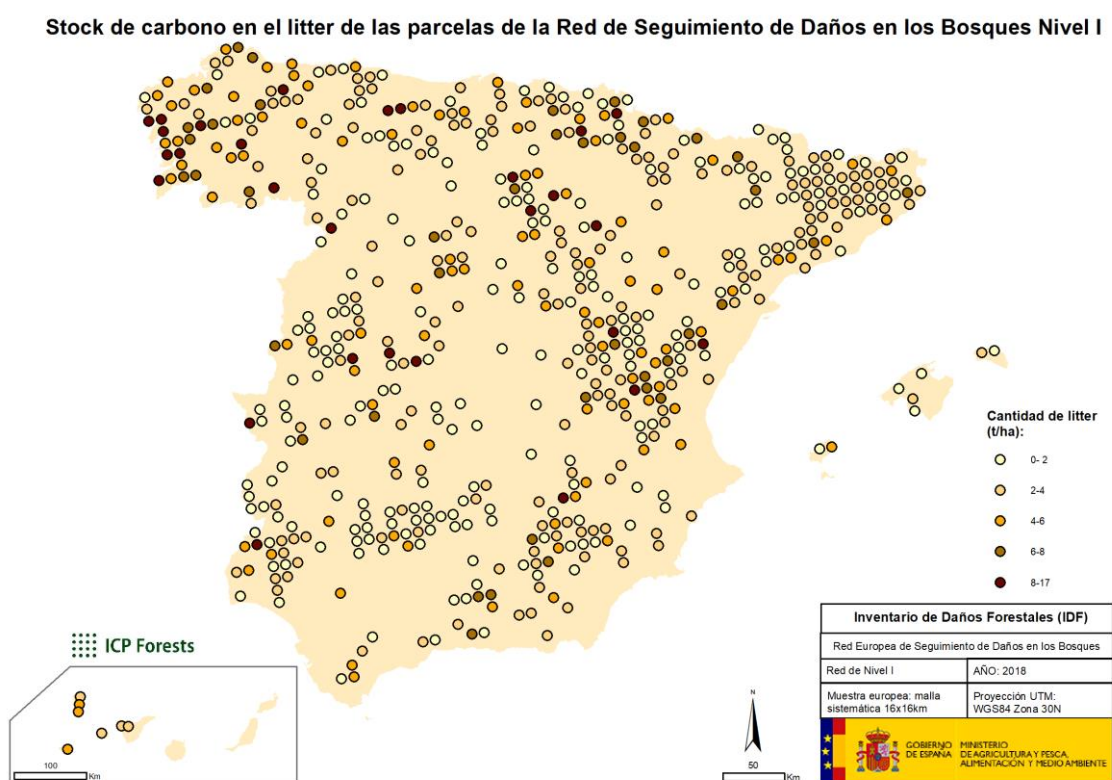 Stock de carbono en el litter de las parcelas de la Red de Seguimiento de Daños en los Bosques Nivel I
Cantidad de litter
(t/ha):
0- 2
2-4
4-6
6-8
8-17
ICP Forests
100
Km
N
50
Km
Inventario de Daños Forestales (IDF)
Red Europea de Seguimiento de Daños en los Bosques
Red de Nivel I
AÑO: 2018
Muestra europea: malla
sistemática 16x16km
Proyección UTM:
WGS84 Zona 30N
GOBIERNO
DE ESPAÑA
MINISTERIO
DE AGRICULTURA Y PESCA,
ALIMENTACIÓN Y MEDIO AMBIENTE